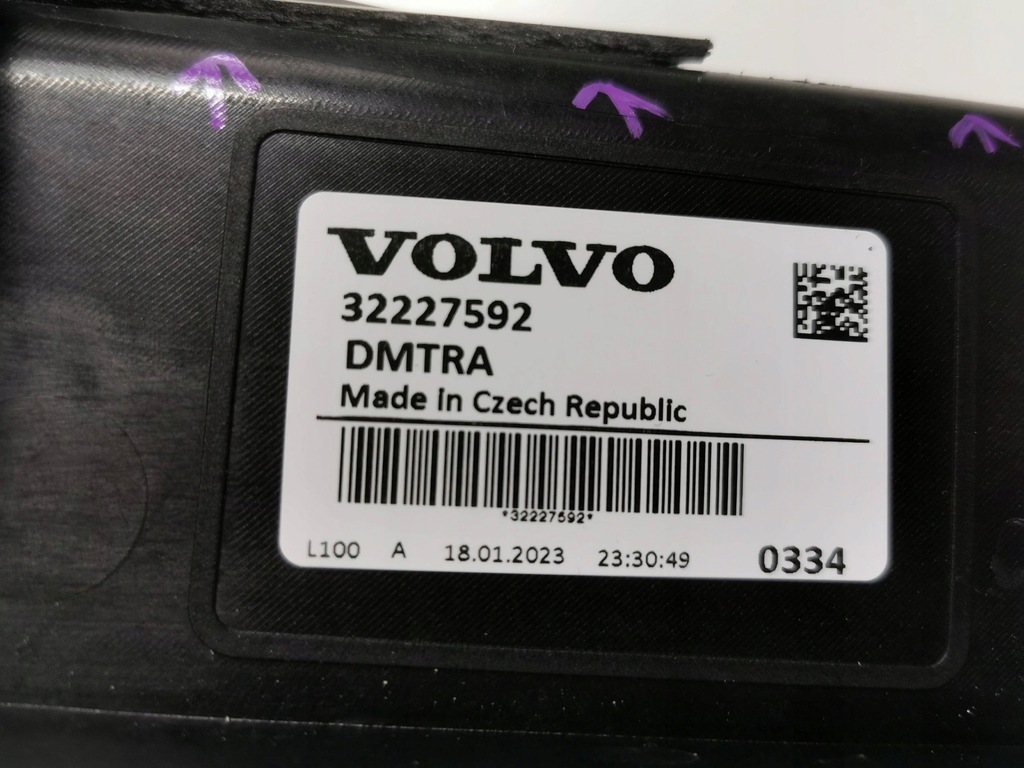 VOLVO
32227592
DMTRA
Made in Czech Republic
*32227592*
L100 A 18.01.2023 23:30:49 0334